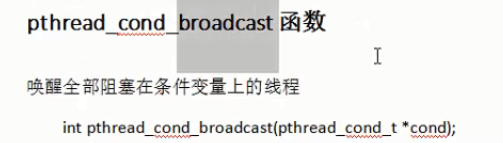 pthread_cond_broadcast 函数
唤醒全部阻塞在条件变量上的线程
int pthread_cond_broadcast(pthread_cond_t *cond);